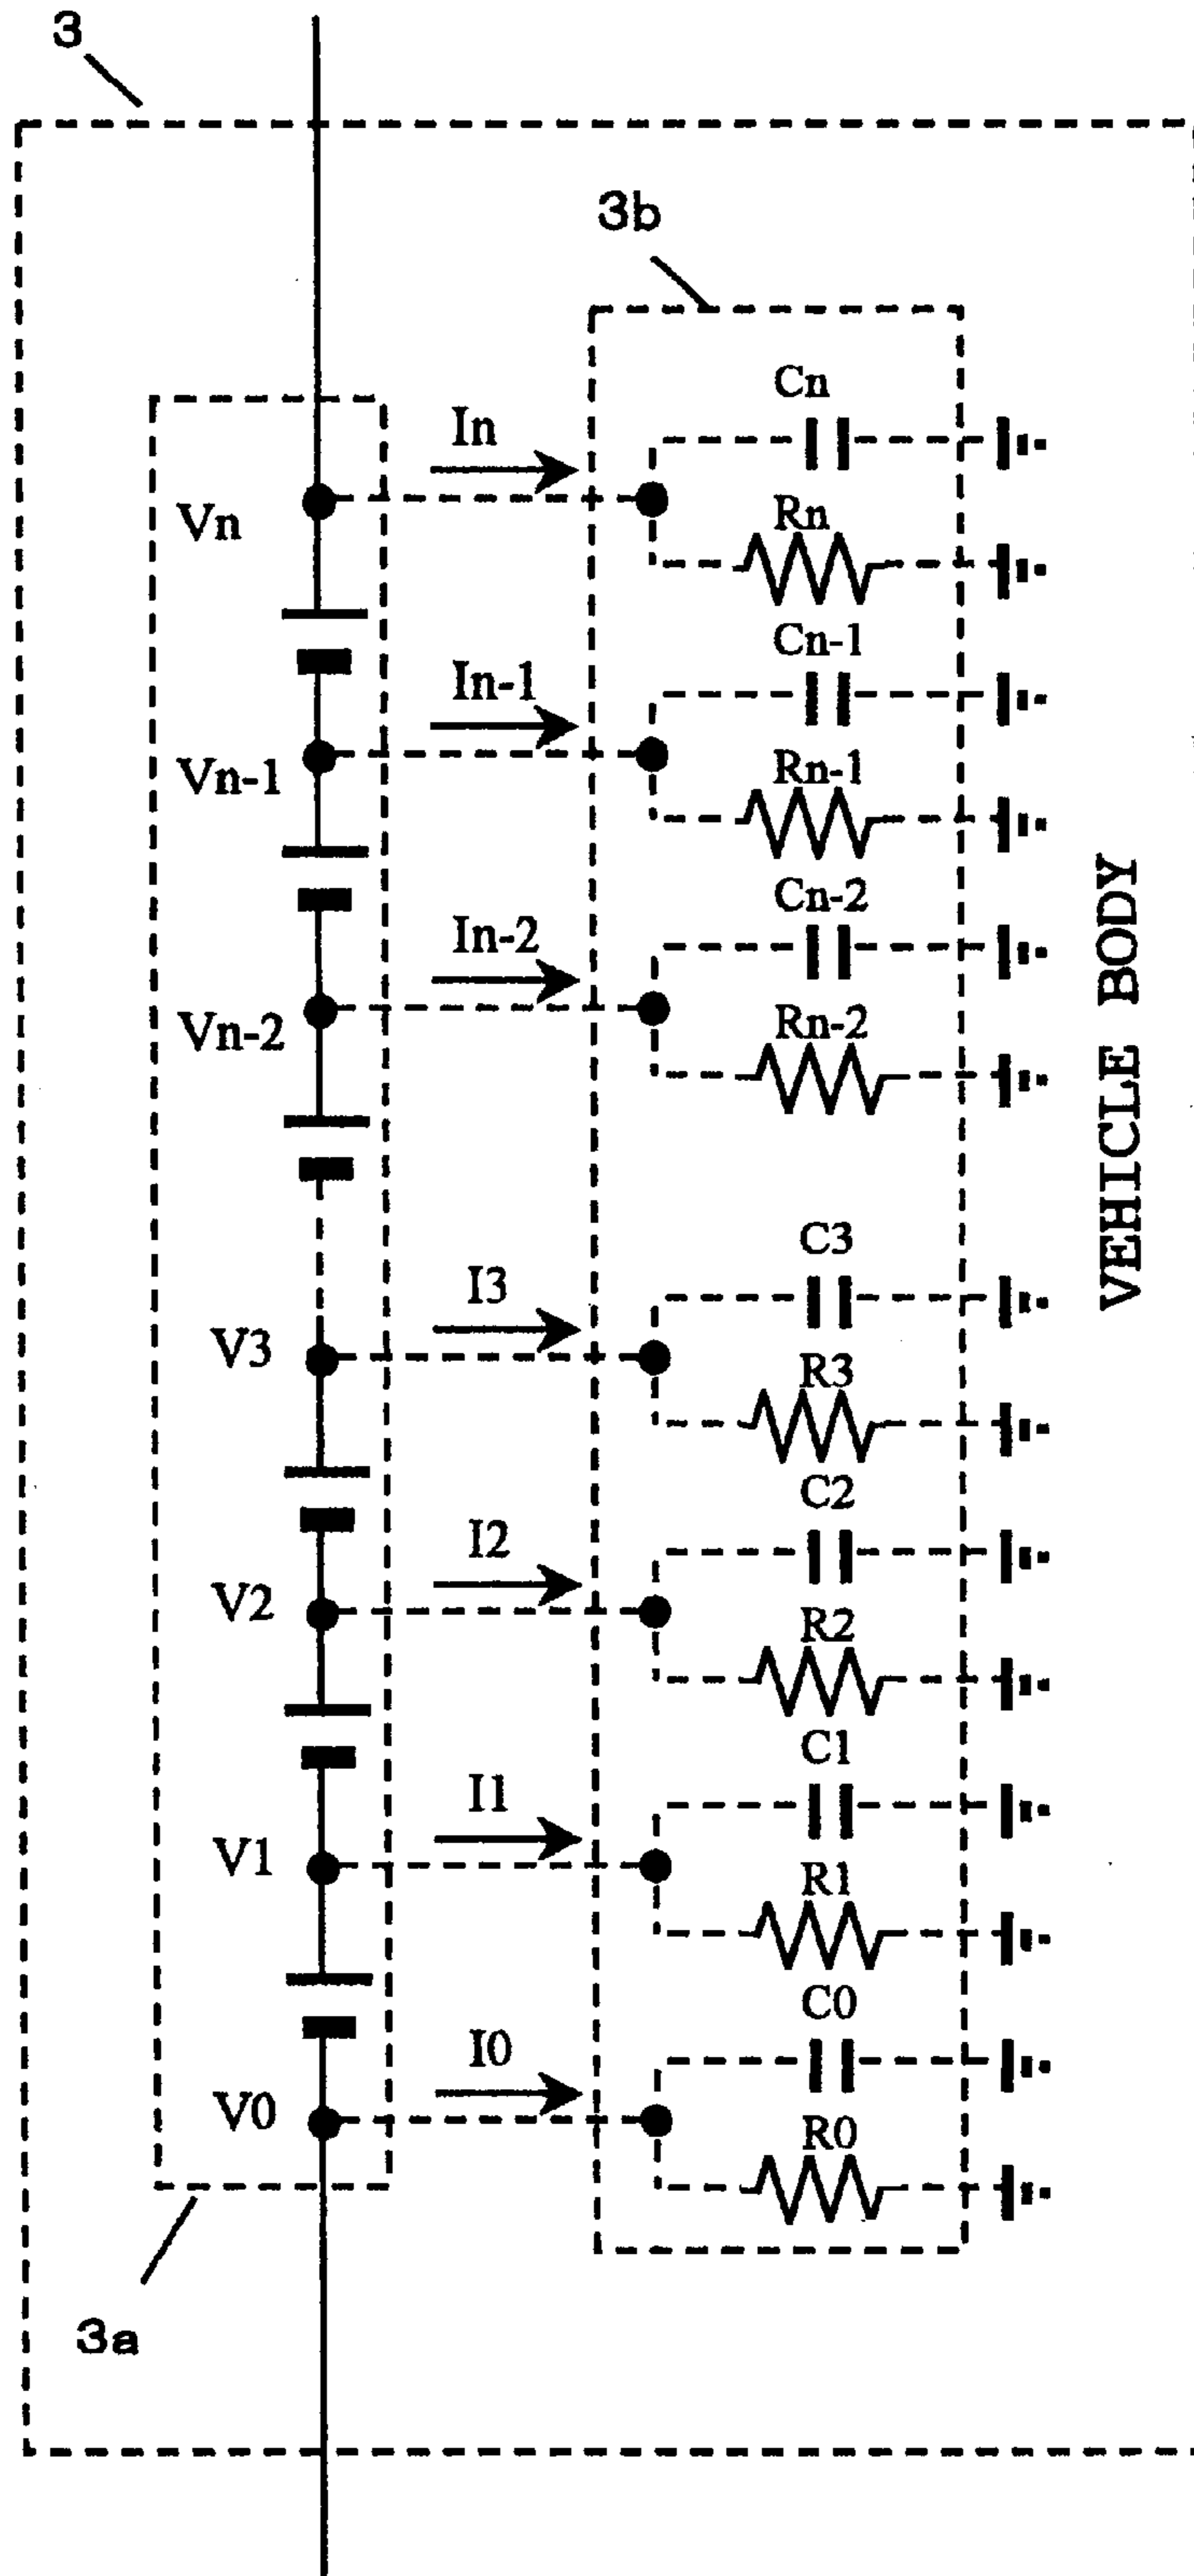 3
3b
Cn
In
Vn
Rn
Cn-1
In-1
Vn-1
Rn-1
Cn-2
In-2
Vn-2
Rn-2
VEHICLE BODY
C3
I3
V3
R3
C2
I2
V2
R2
C1
I1
V1
R1
C0
I0
V0
R0
3a